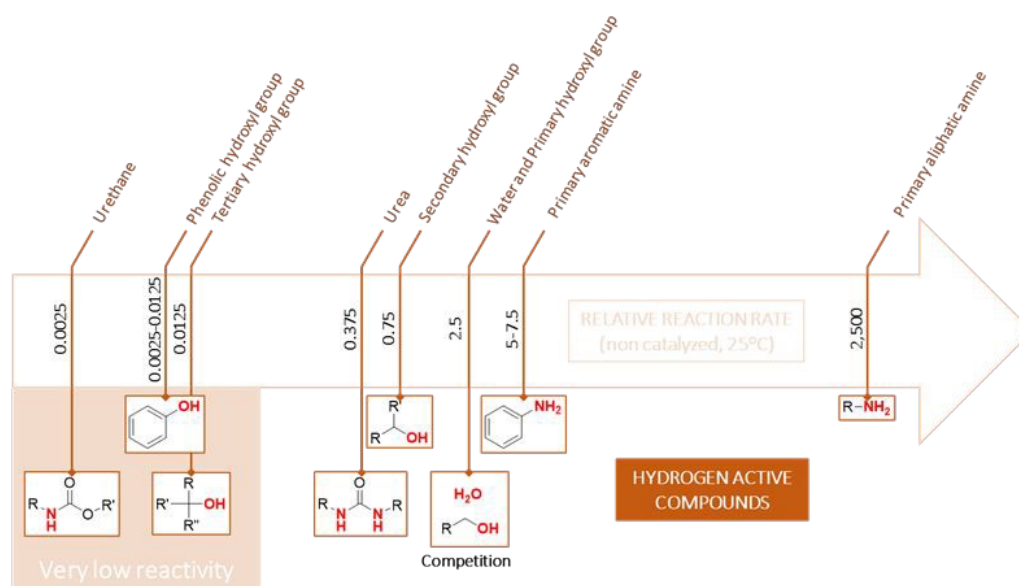 Urethane
Phenolic hydroxyl group
Tertiary hydroxyl group
Urea
Secondary hydroxyl group
Water and Primary hydroxyl group
Primary aromatic amine
Primary aliphatic amine
0.0025
0.0025-0.0125
0.0125
0.375
0.75
2.5
5-7.5
2,500
RELATIVE REACTION RATE
(non catalyzed, 25ºC)
OH
R'
R OH
NH2
R-NH2
O
R N O R'
H
R
R' OH
R"
O
R N N R
H H
H2O
R OH
Competition
HYDROGEN ACTIVE
COMPOUNDS
Very low reactivity